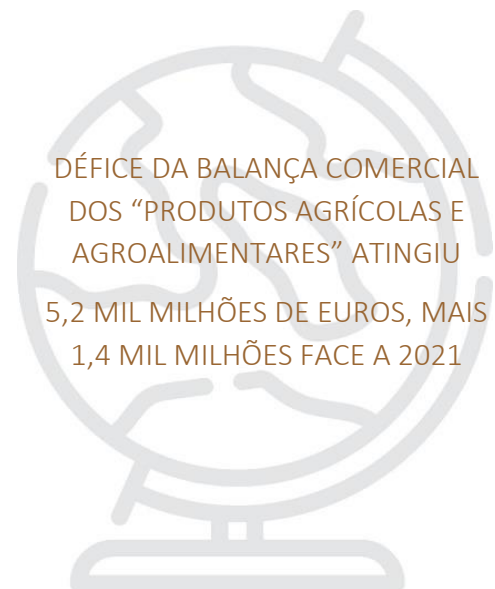 DÉFICE DA BALANÇA COMERCIAL
DOS “PRODUTOS AGRÍCOLAS E
AGROALIMENTARES” ATINGIU
5,2 MIL MILHÕES DE EUROS, MAIS
1,4 MIL MILHÕES FACE A 2021